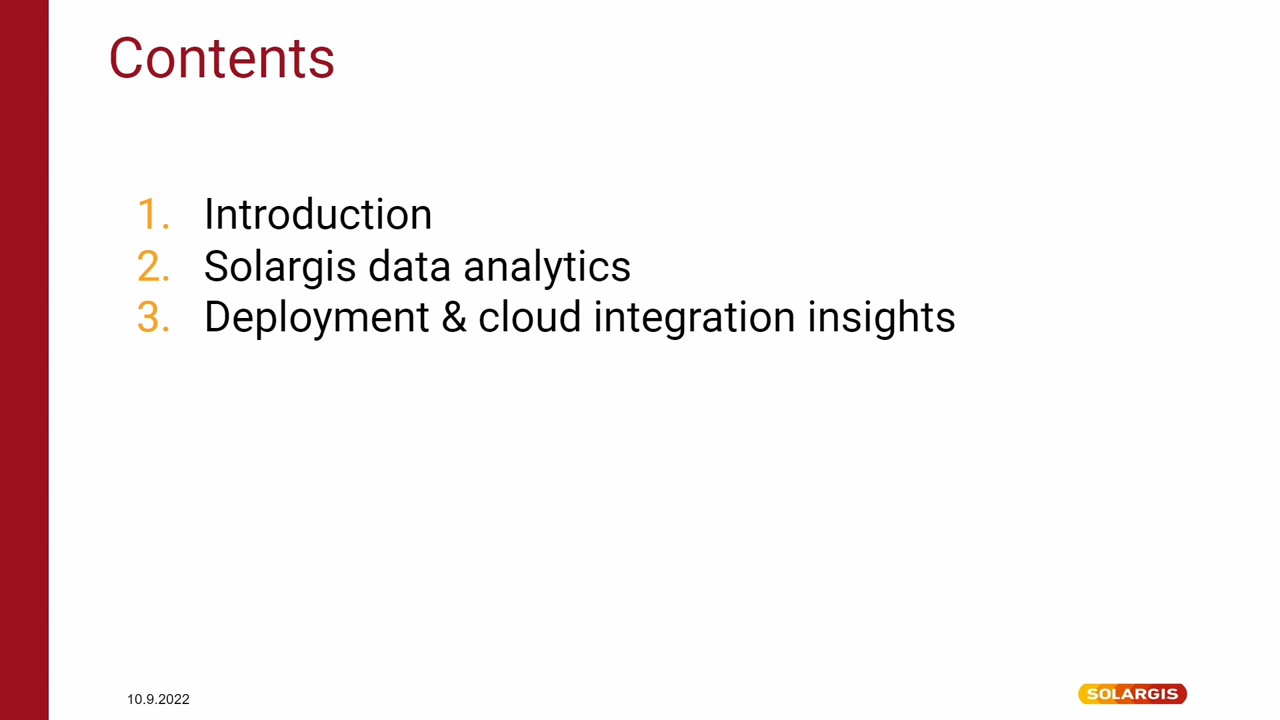 Contents
1. Introduction
2. Solargis data analytics
3. Deployment & cloud integration insights
10.9.2022
SOLARGIS